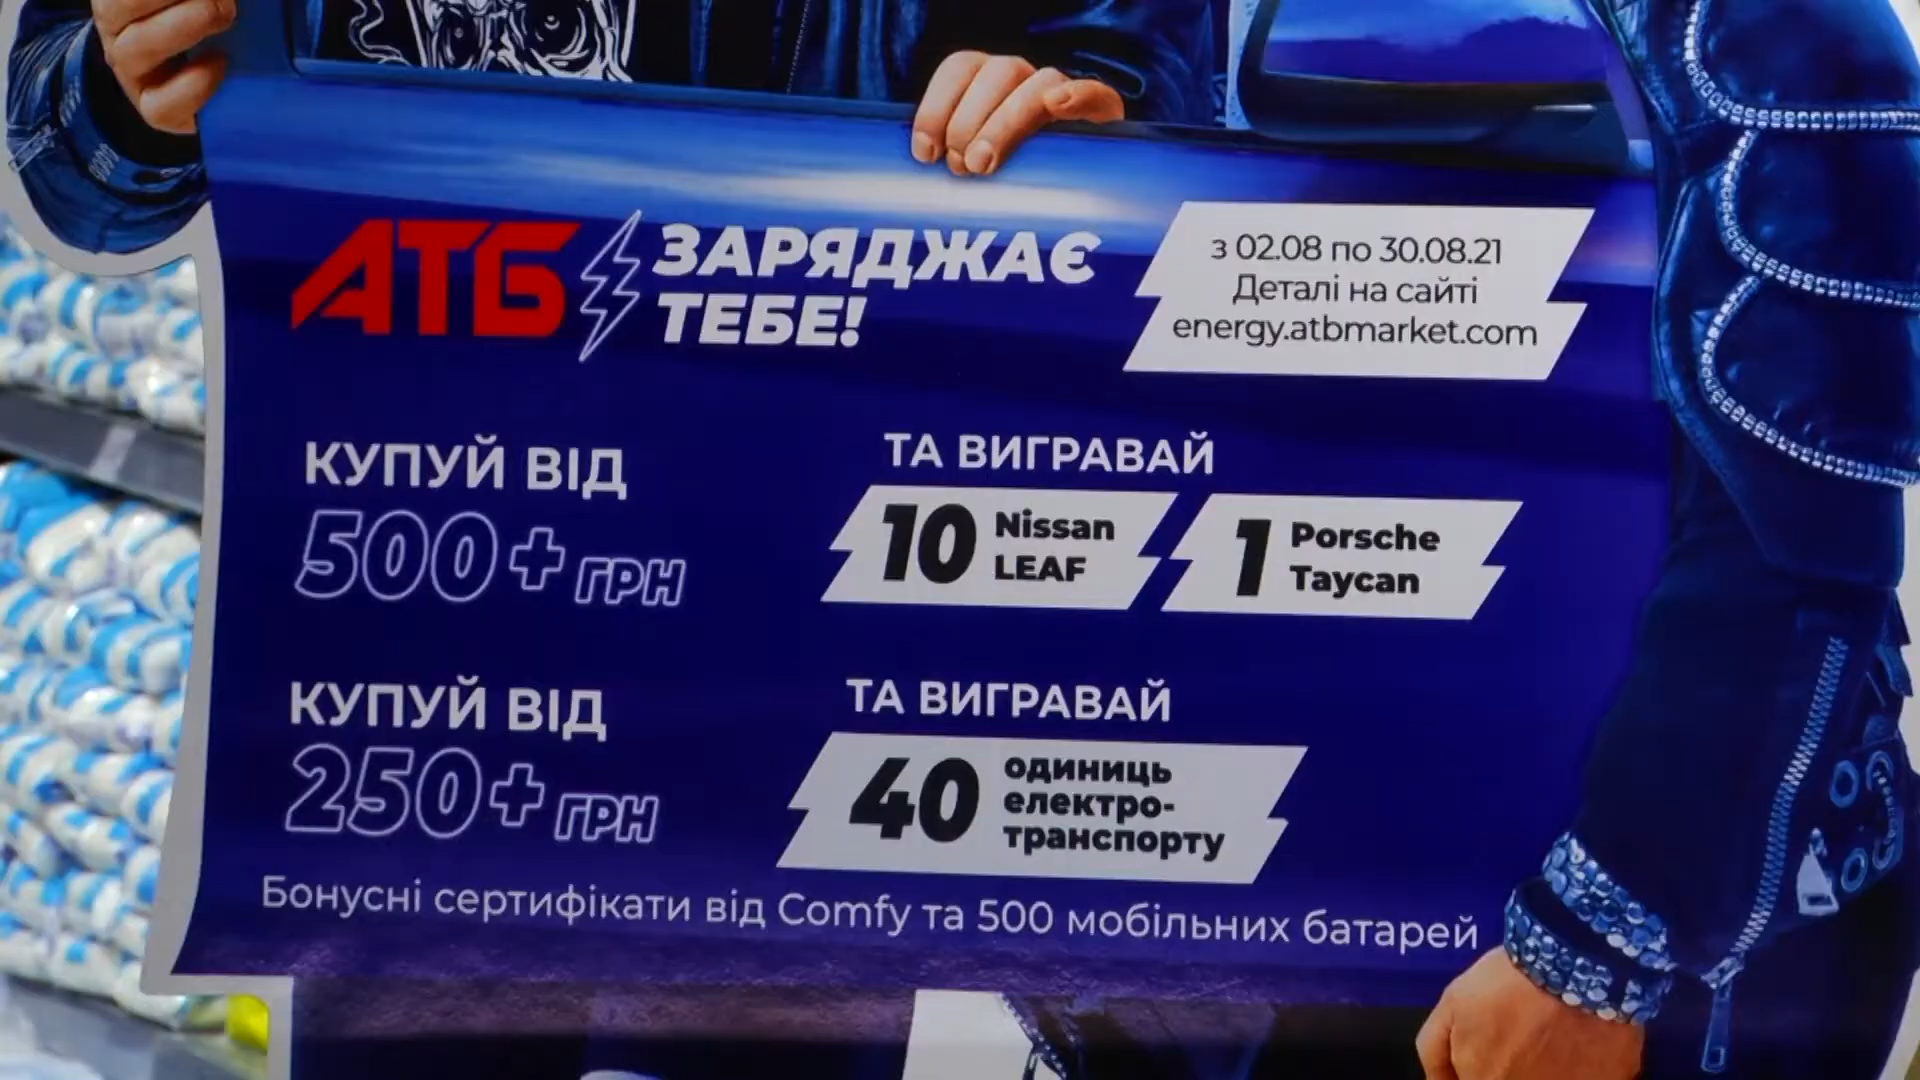 АТБ ЗАРЯДЖАЄ
ТЕБЕ!
з 02.08 по 30.08.21
Деталі на сайті
energy.atbmarket.com
КУПУЙ ВІД
500+ ГРН
ТА ВИГРАВАЙ
10 Nissan
LEAF
1 Porsche
Taycan
КУПУЙ ВІД
250+ ГРН
ТА ВИГРАВАЙ
40 одиниць
електро-
транспорту
Бонусні сертифікати від Comfy та 500 мобільних батарей